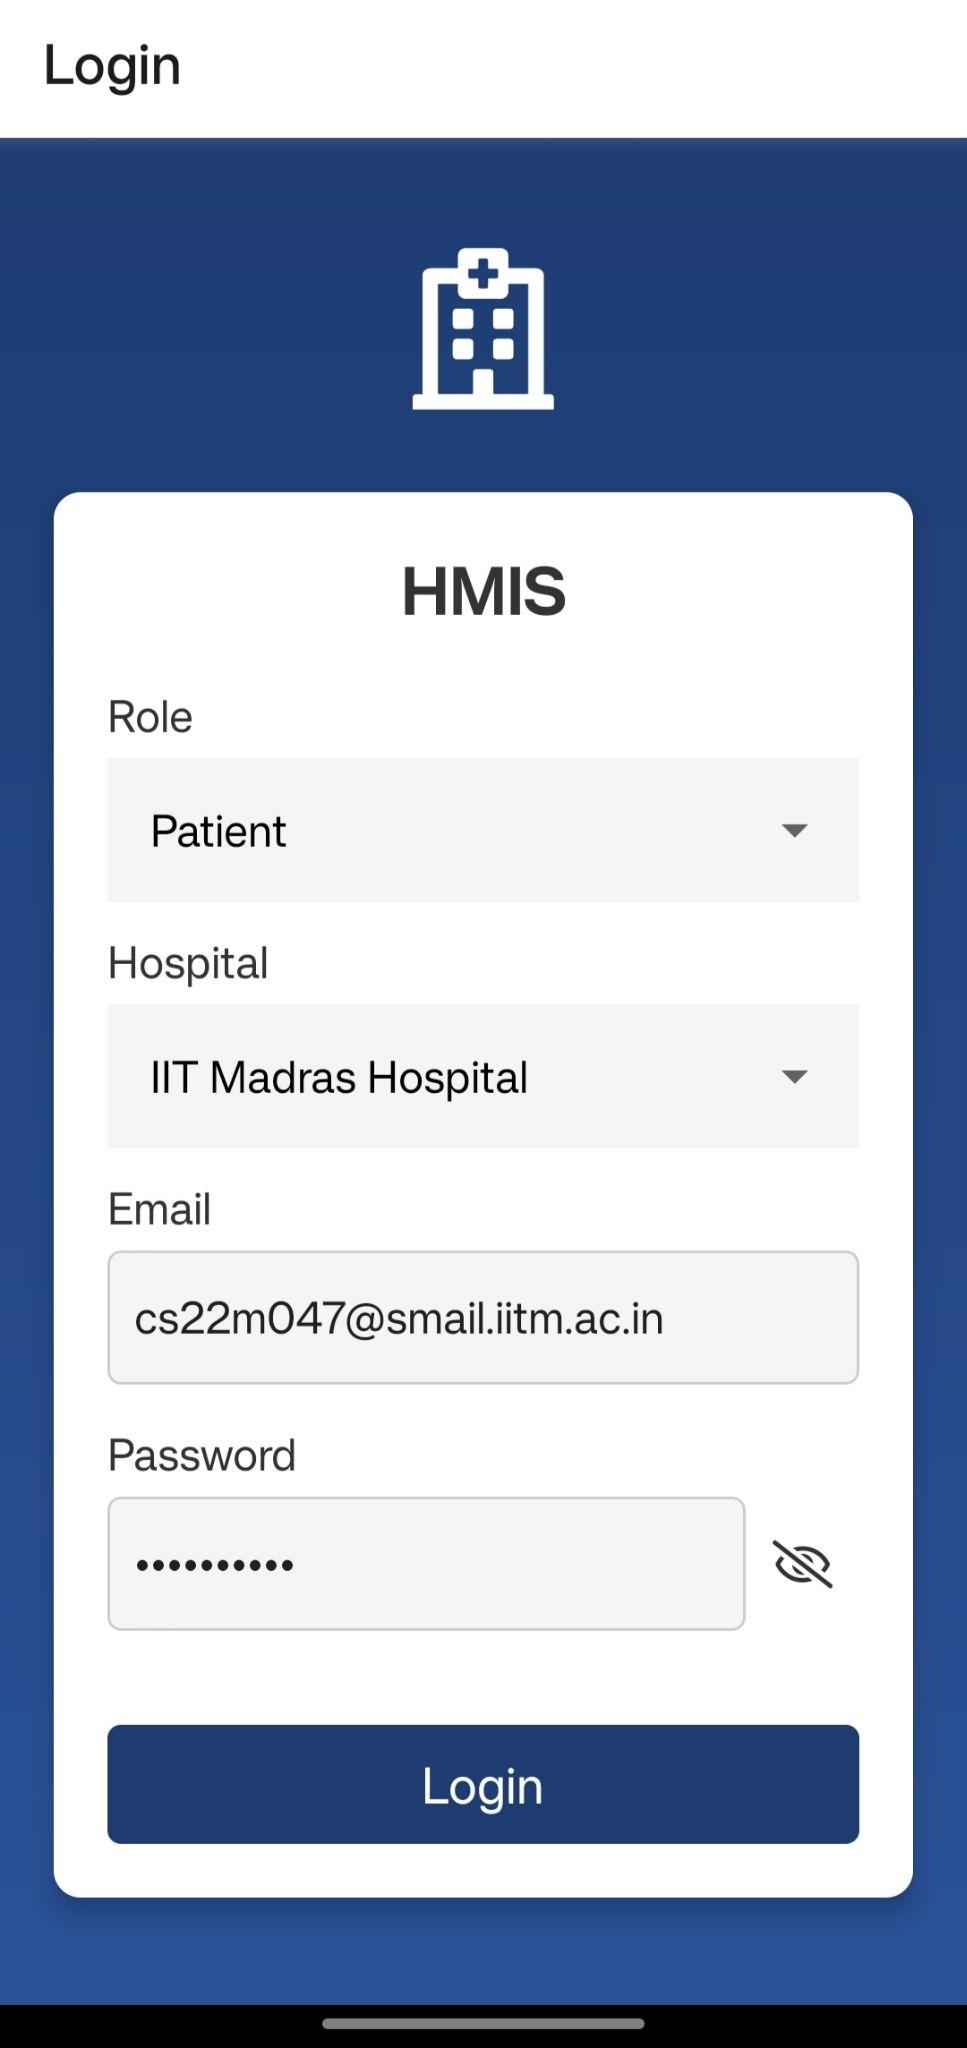 Login
HMIS
Role
Patient
Hospital
IIT Madras Hospital
Email
cs22m047@smail.iitm.ac.in
Password
••••••••••
Login